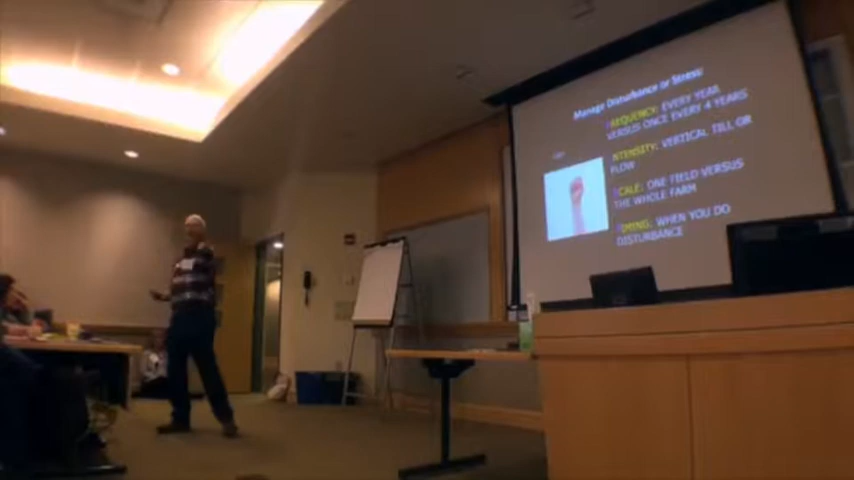 Manage Disturbance or Stress
FREQUENCY: EVERY YEAR
VERSUS ONCE EVERY 4 YEARS
INTENSITY: VERTICAL TILL OR
PLOW
SCALE: ONE FIELD VERSUS
THE WHOLE FARM
TIMING: WHEN YOU DO
DISTURBANCE